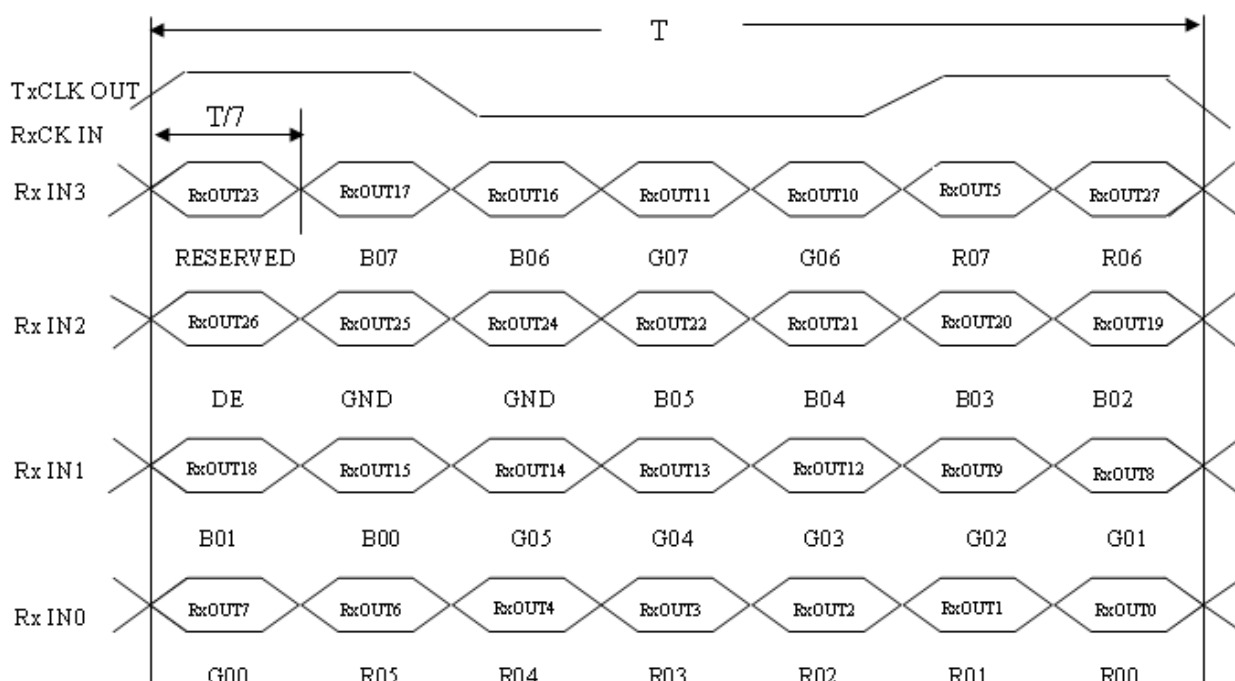 T
TxCLK OUT
T/7
RxCK IN
Rx IN3 RxOUT23 RxOUT17 RxOUT16 RxOUT11 RxOUT10 RxOUT5 RxOUT27
RESERVED B07 B06 G07 G06 R07 R06
Rx IN2 RxOUT26 RxOUT25 RxOUT24 RxOUT22 RxOUT21 RxOUT20 RxOUT19
DE GND GND B05 B04 B03 B02
Rx IN1 RxOUT18 RxOUT15 RxOUT14 RxOUT13 RxOUT12 RxOUT9 RxOUT8
B01 B00 G05 G04 G03 G02 G01
Rx IN0 RxOUT7 RxOUT6 RxOUT4 RxOUT3 RxOUT2 RxOUT1 RxOUT0
G00 R05 R04 R03 R02 R01 R00